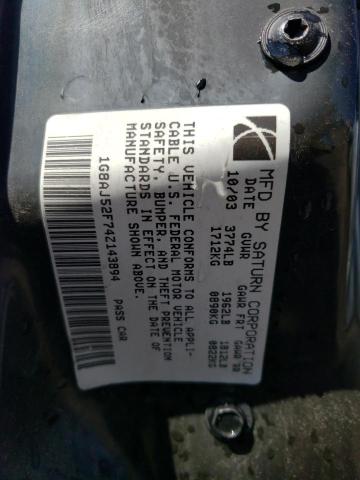 MFD BY SATURN CORPORATION
DATE GVWR GAWR FRT GAWR RR
10/03 3774LB 1962LB 1812LB
1712KG 0890KG 0822KG
THIS VEHICLE CONFORMS TO ALL APPLI-
CABLE U.S. FEDERAL MOTOR VEHICLE
SAFETY, BUMPER, AND THEFT PREVENTION
STANDARDS IN EFFECT ON THE DATE OF
MANUFACTURE SHOWN ABOVE.
1G8AJ52F74Z143894 PASS CAR